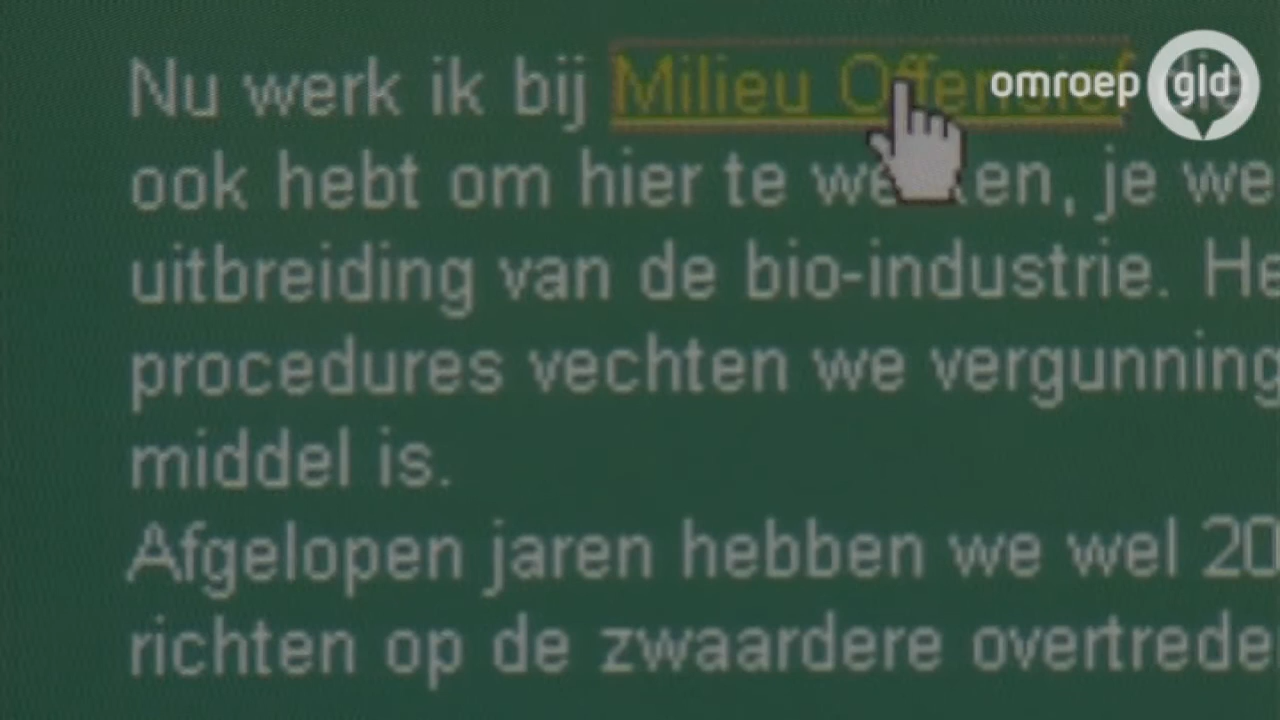 Nu werk ik bij Milieu Offensief die
omroep gld
ook hebt om hier te werken, je we
uitbreiding van de bio-industrie. He
procedures vechten we vergunning
middel is.
Afgelopen jaren hebben we wel 20
richten op de zwaardere overtrede